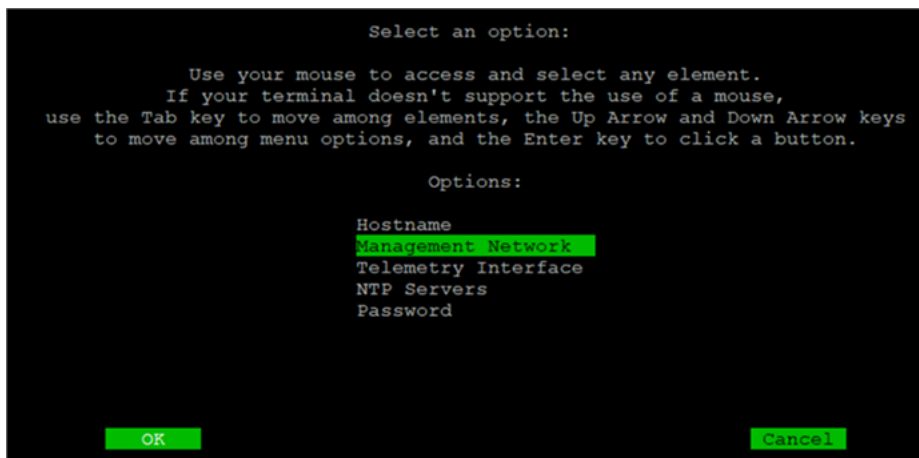 Select an option:
Use your mouse to access and select any element.
If your terminal doesn't support the use of a mouse,
use the Tab key to move among elements, the Up Arrow and Down Arrow keys
to move among menu options, and the Enter key to click a button.
Options:
Hostname
Management Network
Telemetry Interface
NTP Servers
Password
OK
Cancel